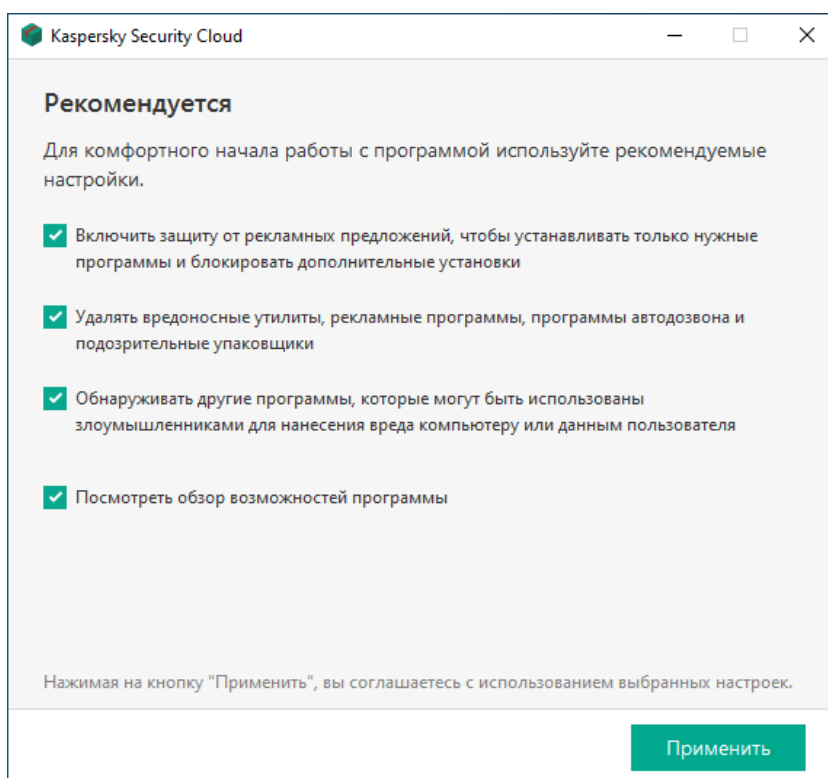 Kaspersky Security Cloud
Рекомендуется
Для комфортного начала работы с программой используйте рекомендуемые
настройки.
Включить защиту от рекламных предложений, чтобы устанавливать только нужные
программы и блокировать дополнительные установки
Удалять вредоносные утилиты, рекламные программы, программы автодозвона и
подозрительные упаковщики
Обнаруживать другие программы, которые могут быть использованы
злоумышленниками для нанесения вреда компьютеру или данным пользователя
Посмотреть обзор возможностей программы
Нажимая на кнопку "Применить", вы соглашаетесь с использованием выбранных настроек.
Применить